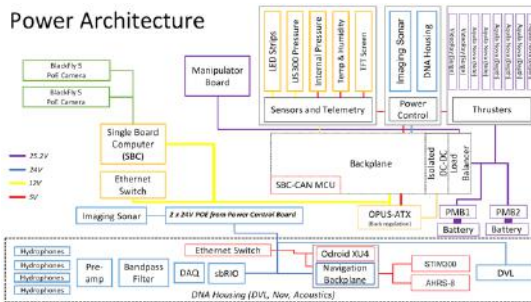 Power Architecture
BlackFly S
PoE Camera
BlackFly S
PoE Camera
Manipulator
Board
LED Strips
US300 Pressure
Internal Pressure
Temp & Humidity
TFT Screen
Imaging Sonar
DNA Housing
Sensors and Telemetry
Power
Control
Thrusters
Single Board
Computer
(SBC)
Ethernet
Switch
25.2V
24V
12V
5V
Backplane
Isolated
DC-DC
Load
Balancer
SBC-CAN MCU
OPUS-ATX
PMB1
PMB2
Battery
Battery
Imaging Sonar
2 x 24V POE from Power Control Board
Hydrophones
Hydrophones
Hydrophones
Hydrophones
Pre-
amp
Bandpass
Filter
DAQ
sbRIO
Ethernet Switch
Odroid XU4
Navigation
Backplane
STIM300
AHRS-8
DVL
DNA Housing (DVL, Nav, Acoustics)